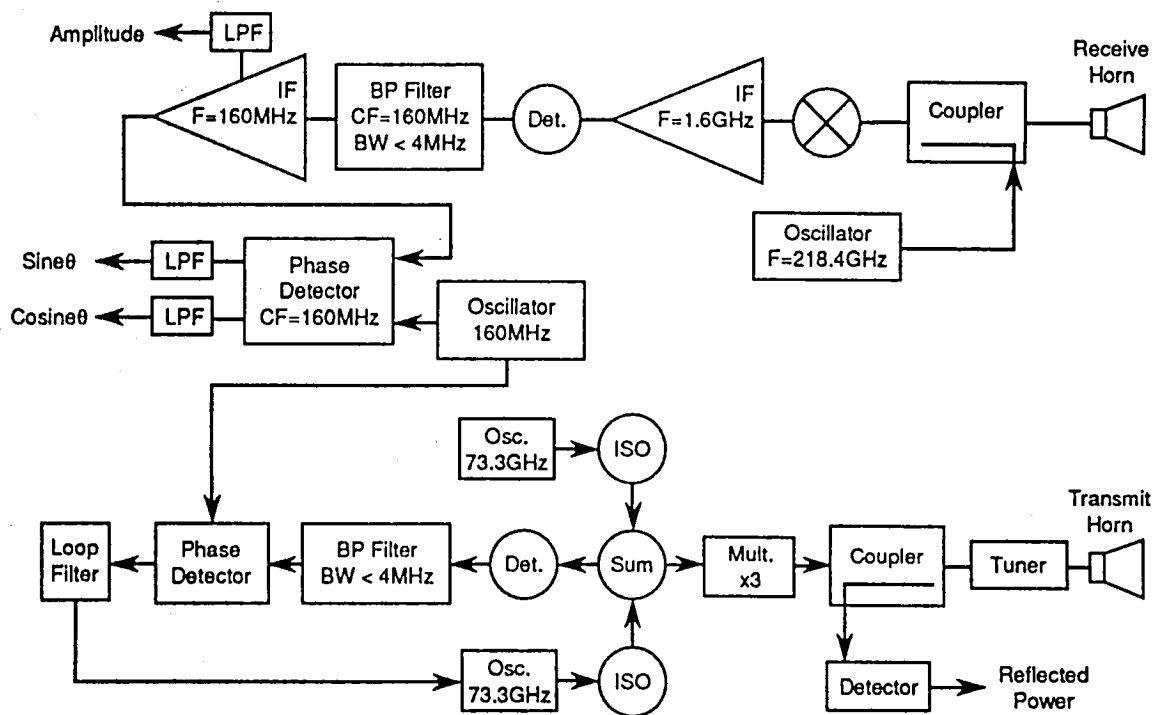 Amplitude
LPF
IF
F=160MHz
BP Filter
CF=160MHz
BW < 4MHz
Det.
IF
F=1.6GHz
Coupler
Receive
Horn
Oscillator
F=218.4GHz
Sineθ
LPF
Cosineθ
LPF
Phase
Detector
CF=160MHz
Oscillator
160MHz
Osc.
73.3GHz
ISO
Loop
Filter
Phase
Detector
BP Filter
BW < 4MHz
Det.
Sum
Mult.
x3
Coupler
Tuner
Transmit
Horn
Osc.
73.3GHz
ISO
Detector
Reflected
Power